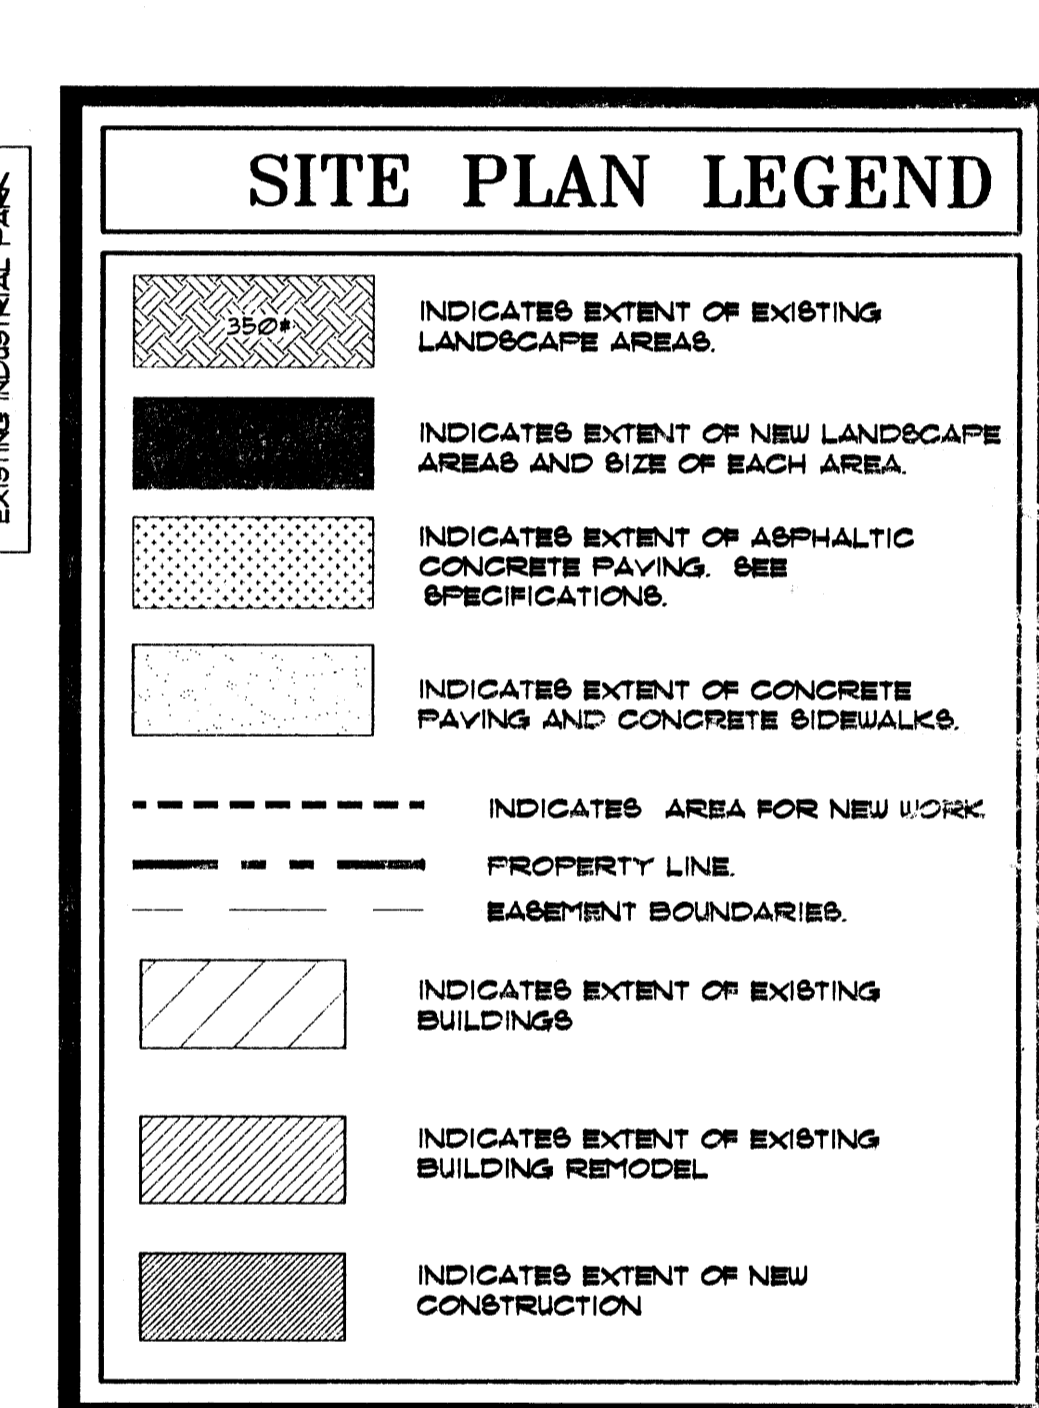 EXISTING INDUSTRIAL
SITE PLAN LEGEND
350#
INDICATES EXTENT OF EXISTING
LANDSCAPE AREAS.
INDICATES EXTENT OF NEW LANDSCAPE
AREAS AND SIZE OF EACH AREA.
INDICATES EXTENT OF ASPHALTIC
CONCRETE PAVING. SEE
SPECIFICATIONS.
INDICATES EXTENT OF CONCRETE
PAVING AND CONCRETE SIDEWALKS.
INDICATES AREA FOR NEW WORK.
PROPERTY LINE.
EASEMENT BOUNDARIES.
INDICATES EXTENT OF EXISTING
BUILDINGS
INDICATES EXTENT OF EXISTING
BUILDING REMODEL
INDICATES EXTENT OF NEW
CONSTRUCTION